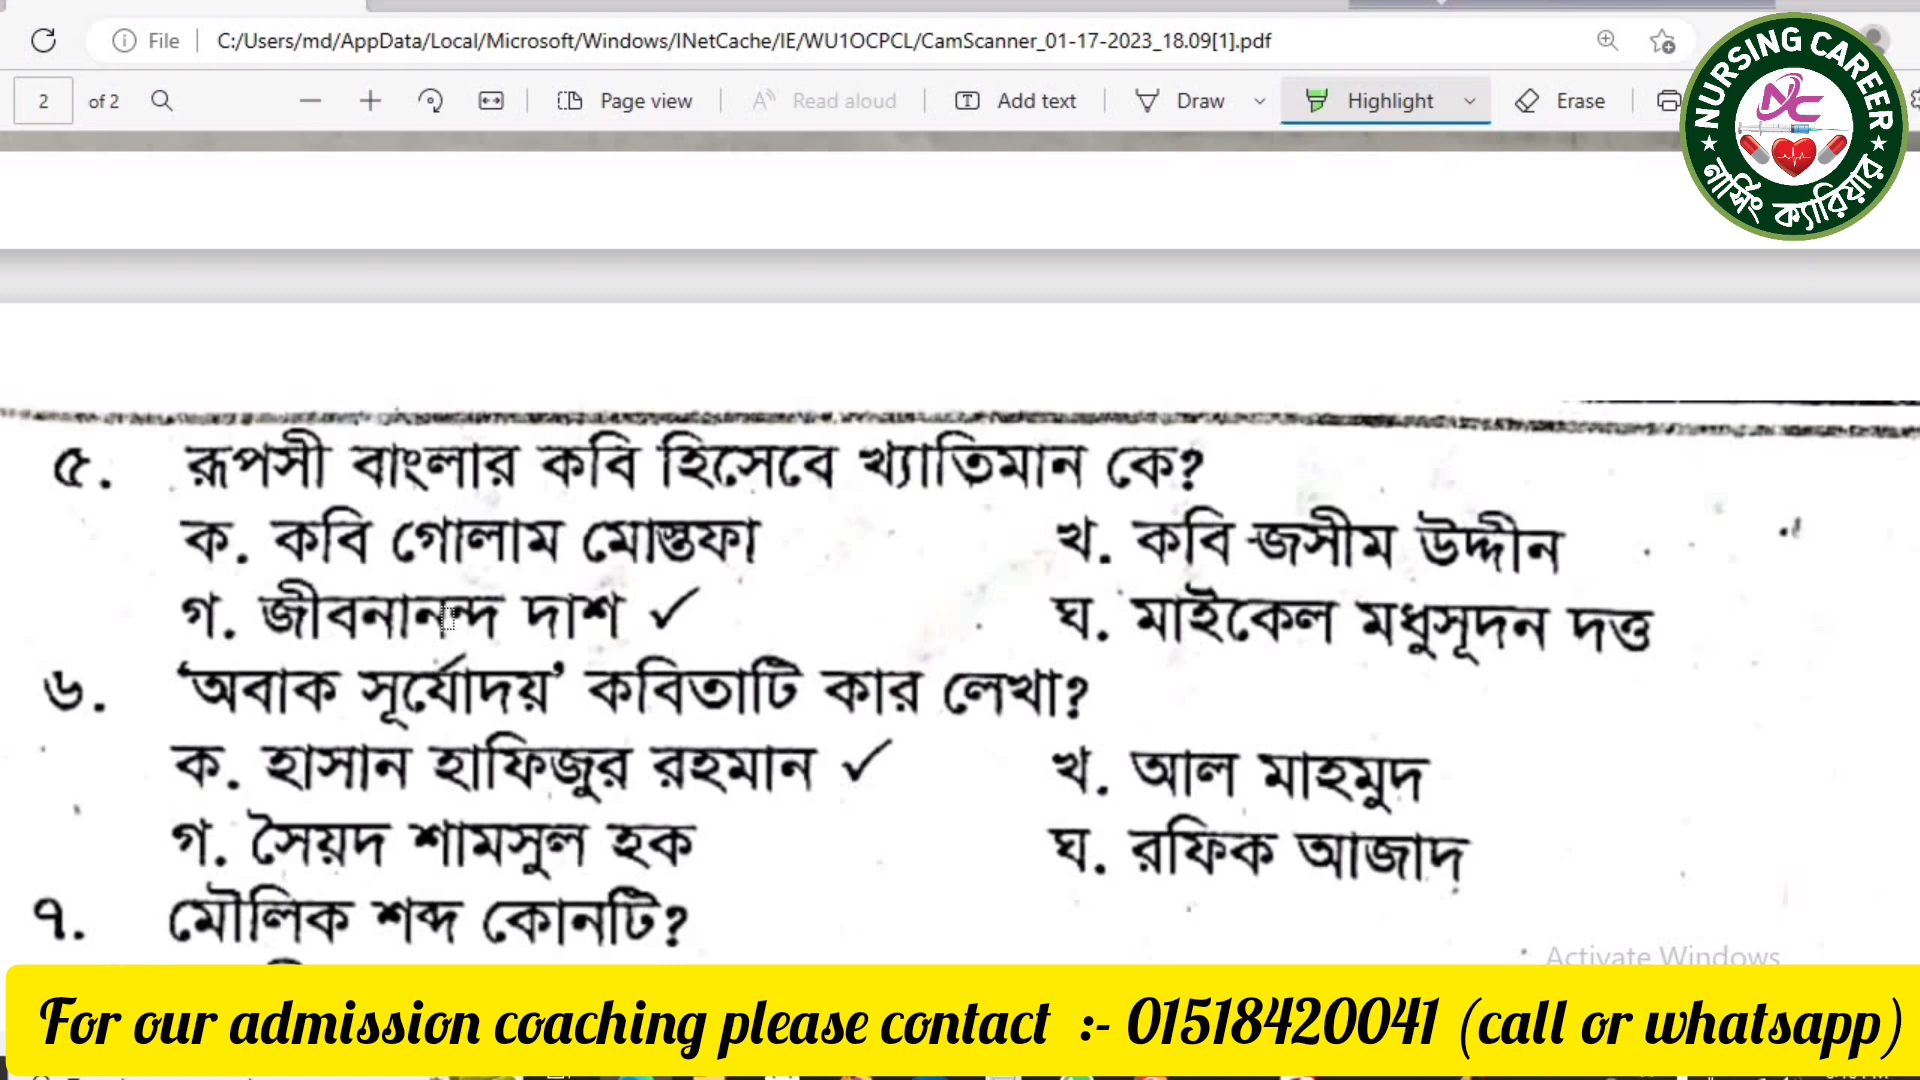 File C:/Users/md/AppData/Local/Microsoft/Windows/INetCache/IE/WU1OCPCL/CamScanner_01-17-2023_18.09[1].pdf
2 of 2 Page view Read aloud Add text Draw Highlight Erase
NURSING CAREER
NC
নার্সিং ক্যারিয়ার
৫. রূপসী বাংলার কবি হিসেবে খ্যাতিমান কে?
ক. কবি গোলাম মোস্তফা খ. কবি জসীম উদ্দীন
গ. জীবনানন্দ দাশ ✓ ঘ. মাইকেল মধুসূদন দত্ত
৬. ‘অবাক সূর্যোদয়’ কবিতাটি কার লেখা?
ক. হাসান হাফিজুর রহমান ✓ খ. আল মাহমুদ
গ. সৈয়দ শামসুল হক ঘ. রফিক আজাদ
৭. মৌলিক শব্দ কোনটি?
Activate Windows
For our admission coaching please contact :- 01518420041 (call or whatsapp)